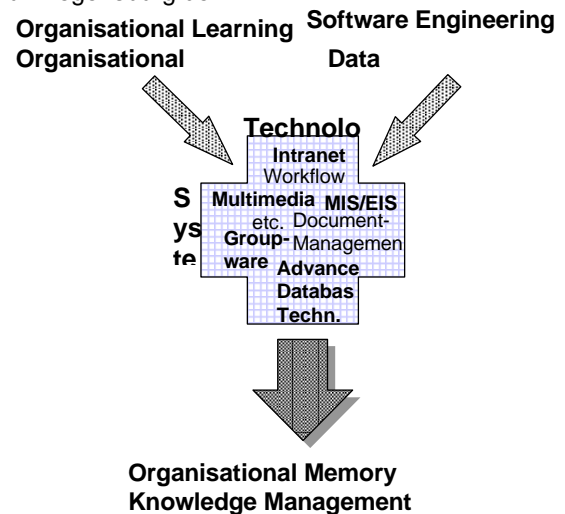 Organisational Learning
Organisational
Software Engineering
Data
Technolo
S
ys
te
Intranet
Workflow
Multimedia MIS/EIS
etc. Document-
Group- Managemen
ware Advance
Databas
Techn.
Organisational Memory
Knowledge Management